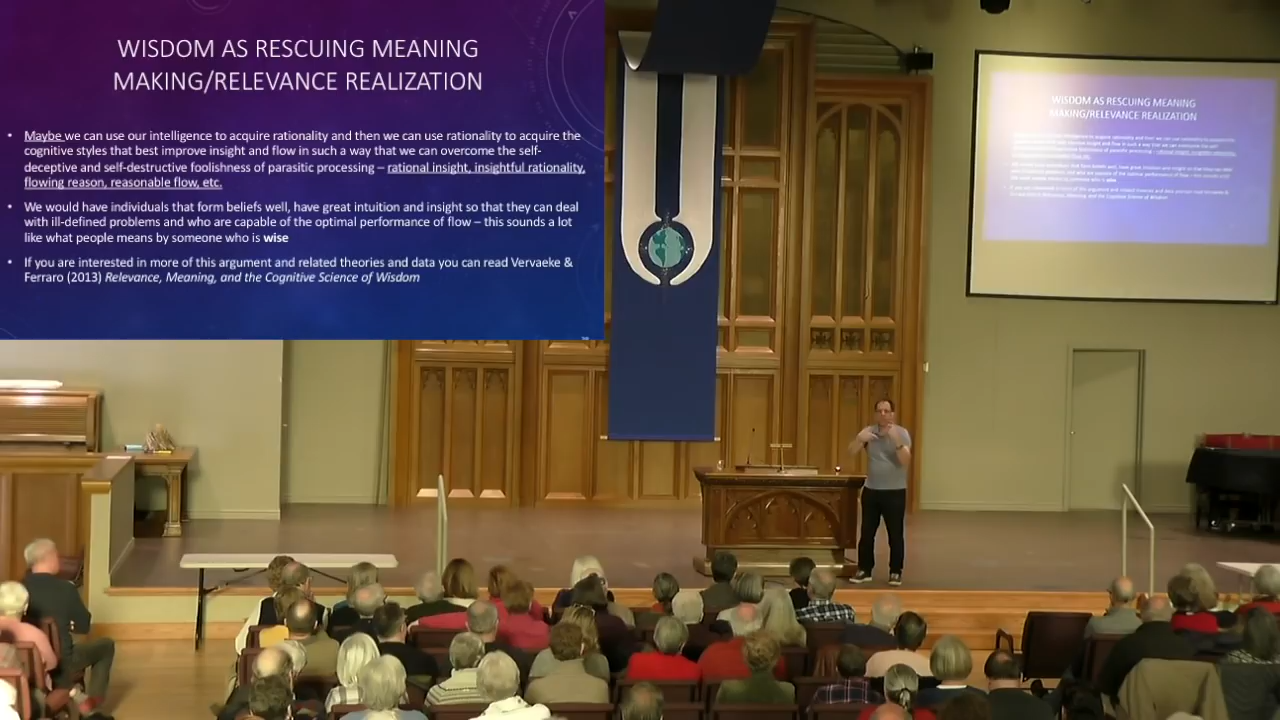 WISDOM AS RESCUING MEANING
MAKING/RELEVANCE REALIZATION
• Maybe we can use our intelligence to acquire rationality and then we can use rationality to acquire the
cognitive styles that best improve insight and flow in such a way that we can overcome the self-
deceptive and self-destructive foolishness of parasitic processing – rational insight, insightful rationality,
flowing reason, reasonable flow, etc.
• We would have individuals that form beliefs well, have great intuition and insight so that they can deal
with ill-defined problems and who are capable of the optimal performance of flow – this sounds a lot
like what people means by someone who is wise
• If you are interested in more of this argument and related theories and data you can read Vervaeke &
Ferraro (2013) Relevance, Meaning, and the Cognitive Science of Wisdom
WISDOM AS RESCUING MEANING
MAKING/RELEVANCE REALIZATION